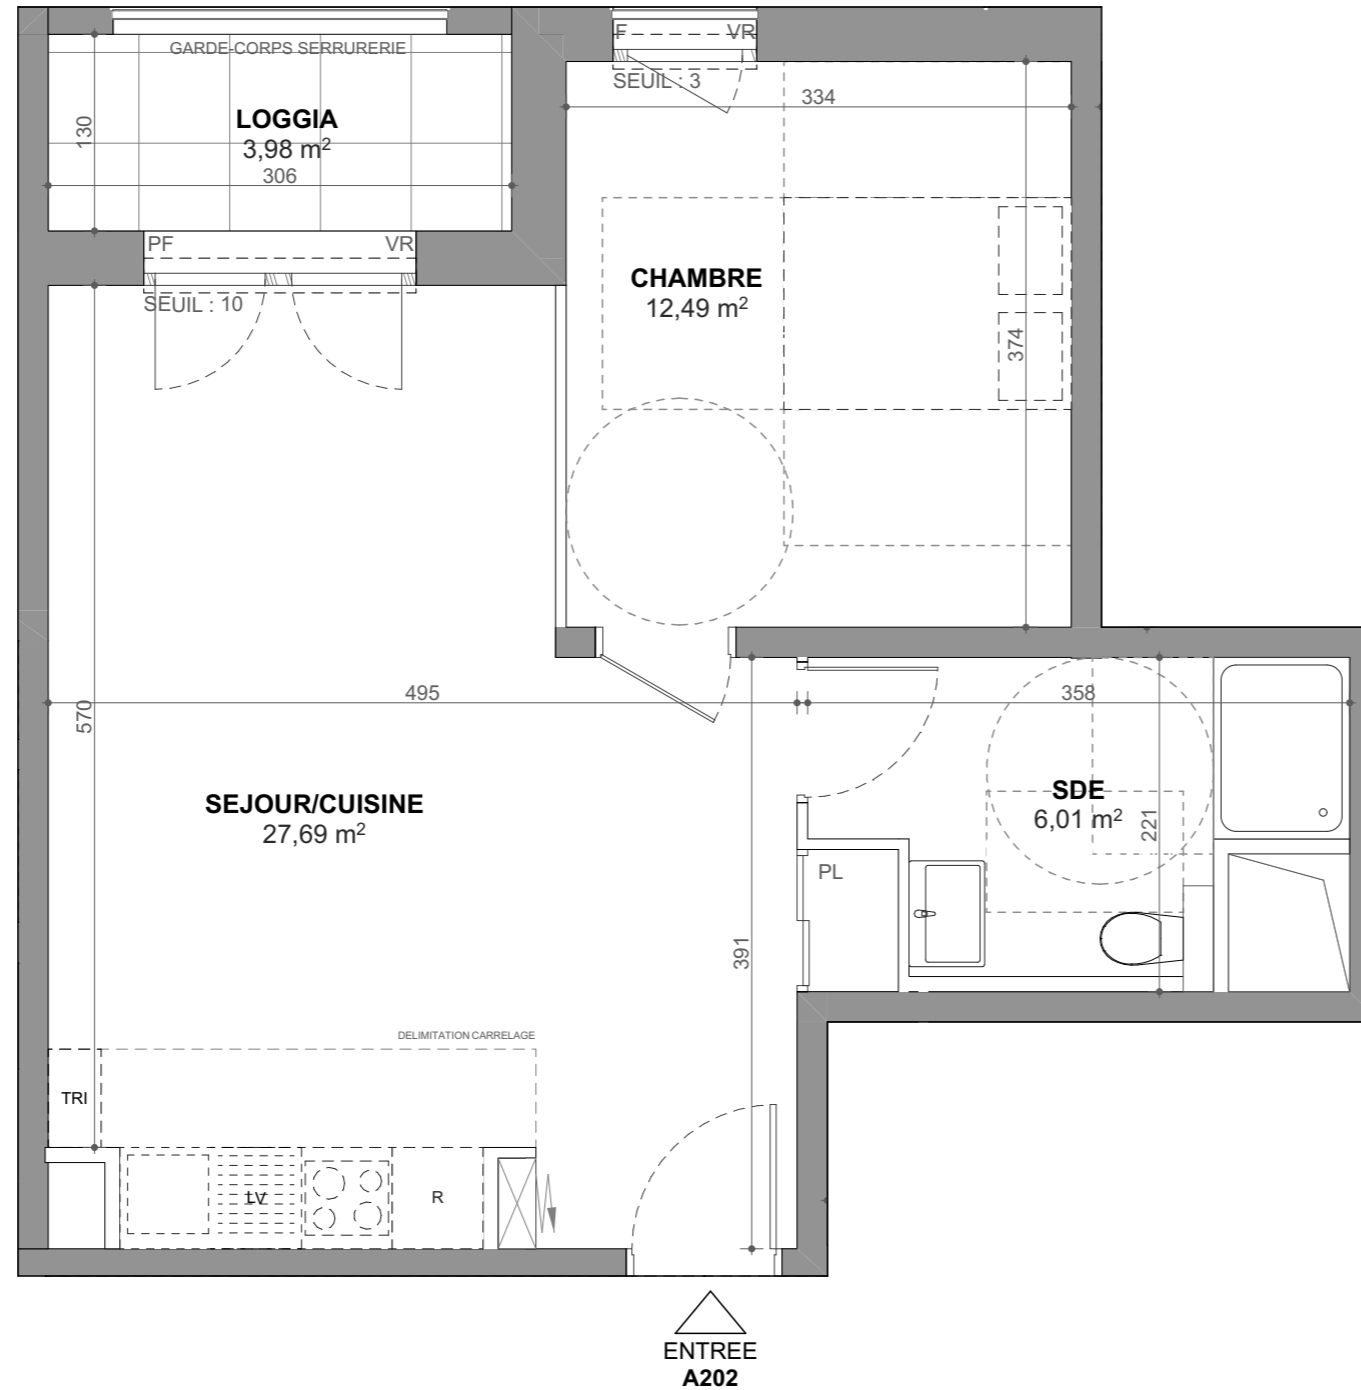 GARDE-CORPS SERRURERIE
F
VR
SEUIL : 3
334
130
LOGGIA
3,98 m²
306
PF
VR
SEUIL : 10
CHAMBRE
12,49 m²
374
495
358
570
SEJOUR/CUISINE
27,69 m²
SDE
6,01 m²
221
PL
391
DELIMITATION CARRELAGE
TRI
LV
R
ENTREE
A202